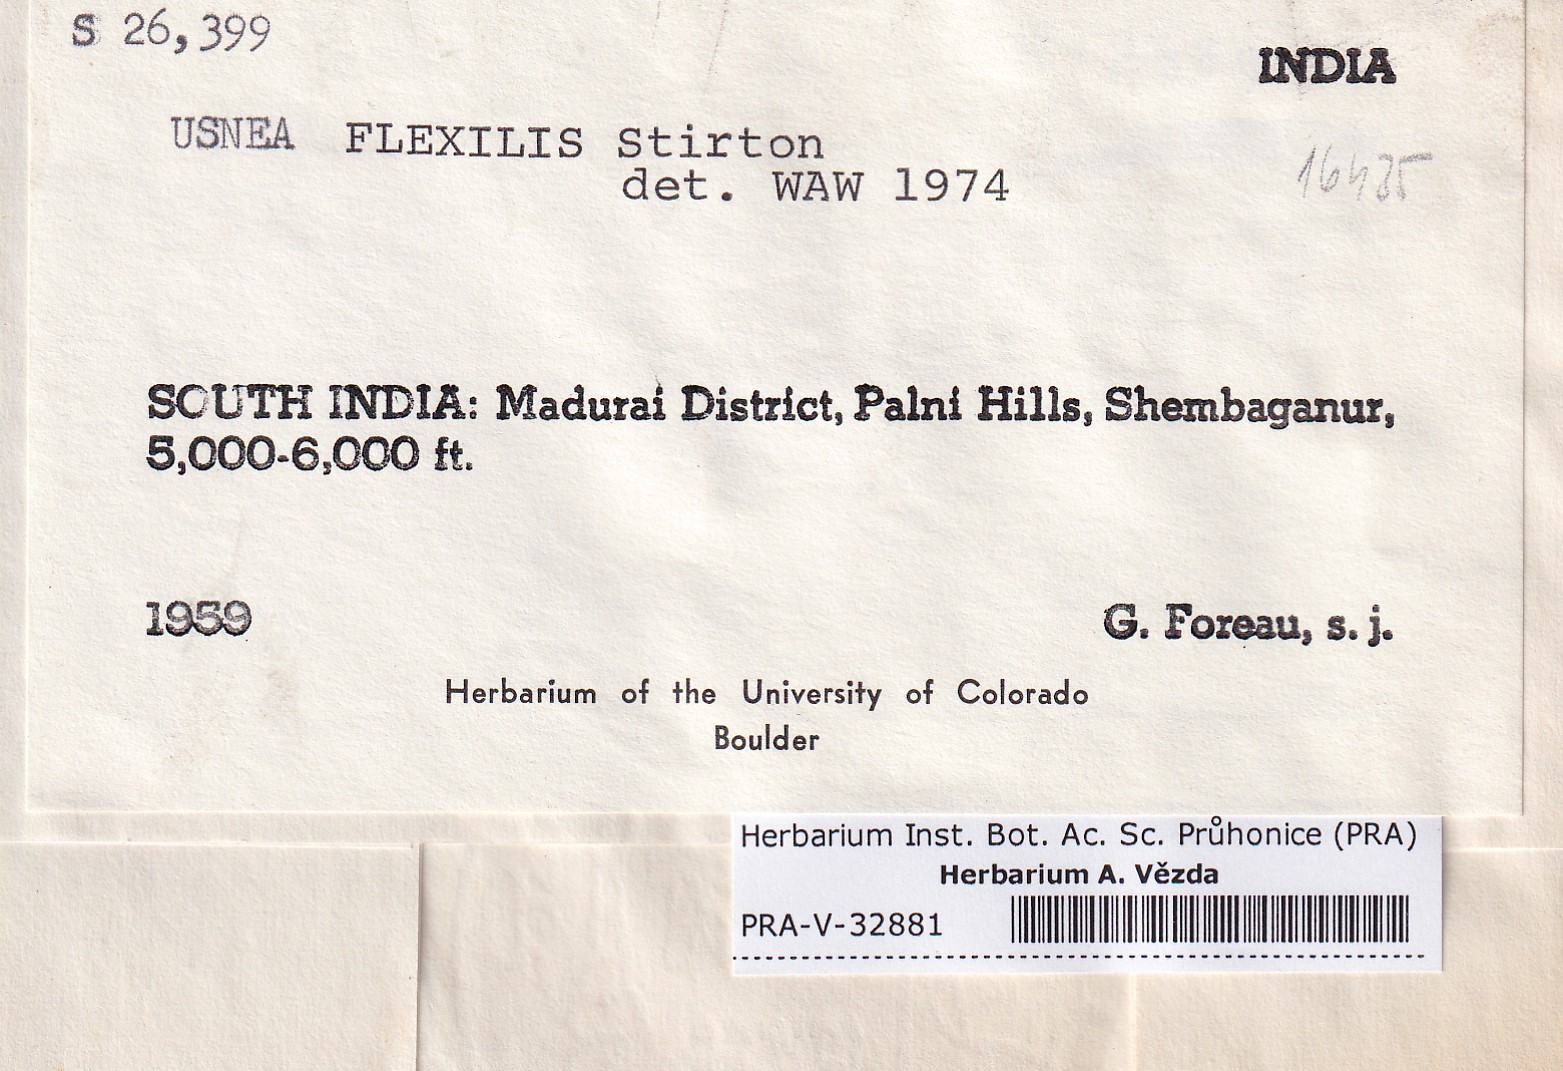 S 26,399
INDIA
USNEA FLEXILIS Stirton
det. WAW 1974
SOUTH INDIA: Madurai District, Palni Hills, Shembaganur,
5,000-6,000 ft.
1959
G. Foreau, s. j.
Herbarium of the University of Colorado
Boulder
Herbarium Inst. Bot. Ac. Sc. Průhonice (PRA)
Herbarium A. Vězda
PRA-V-32881